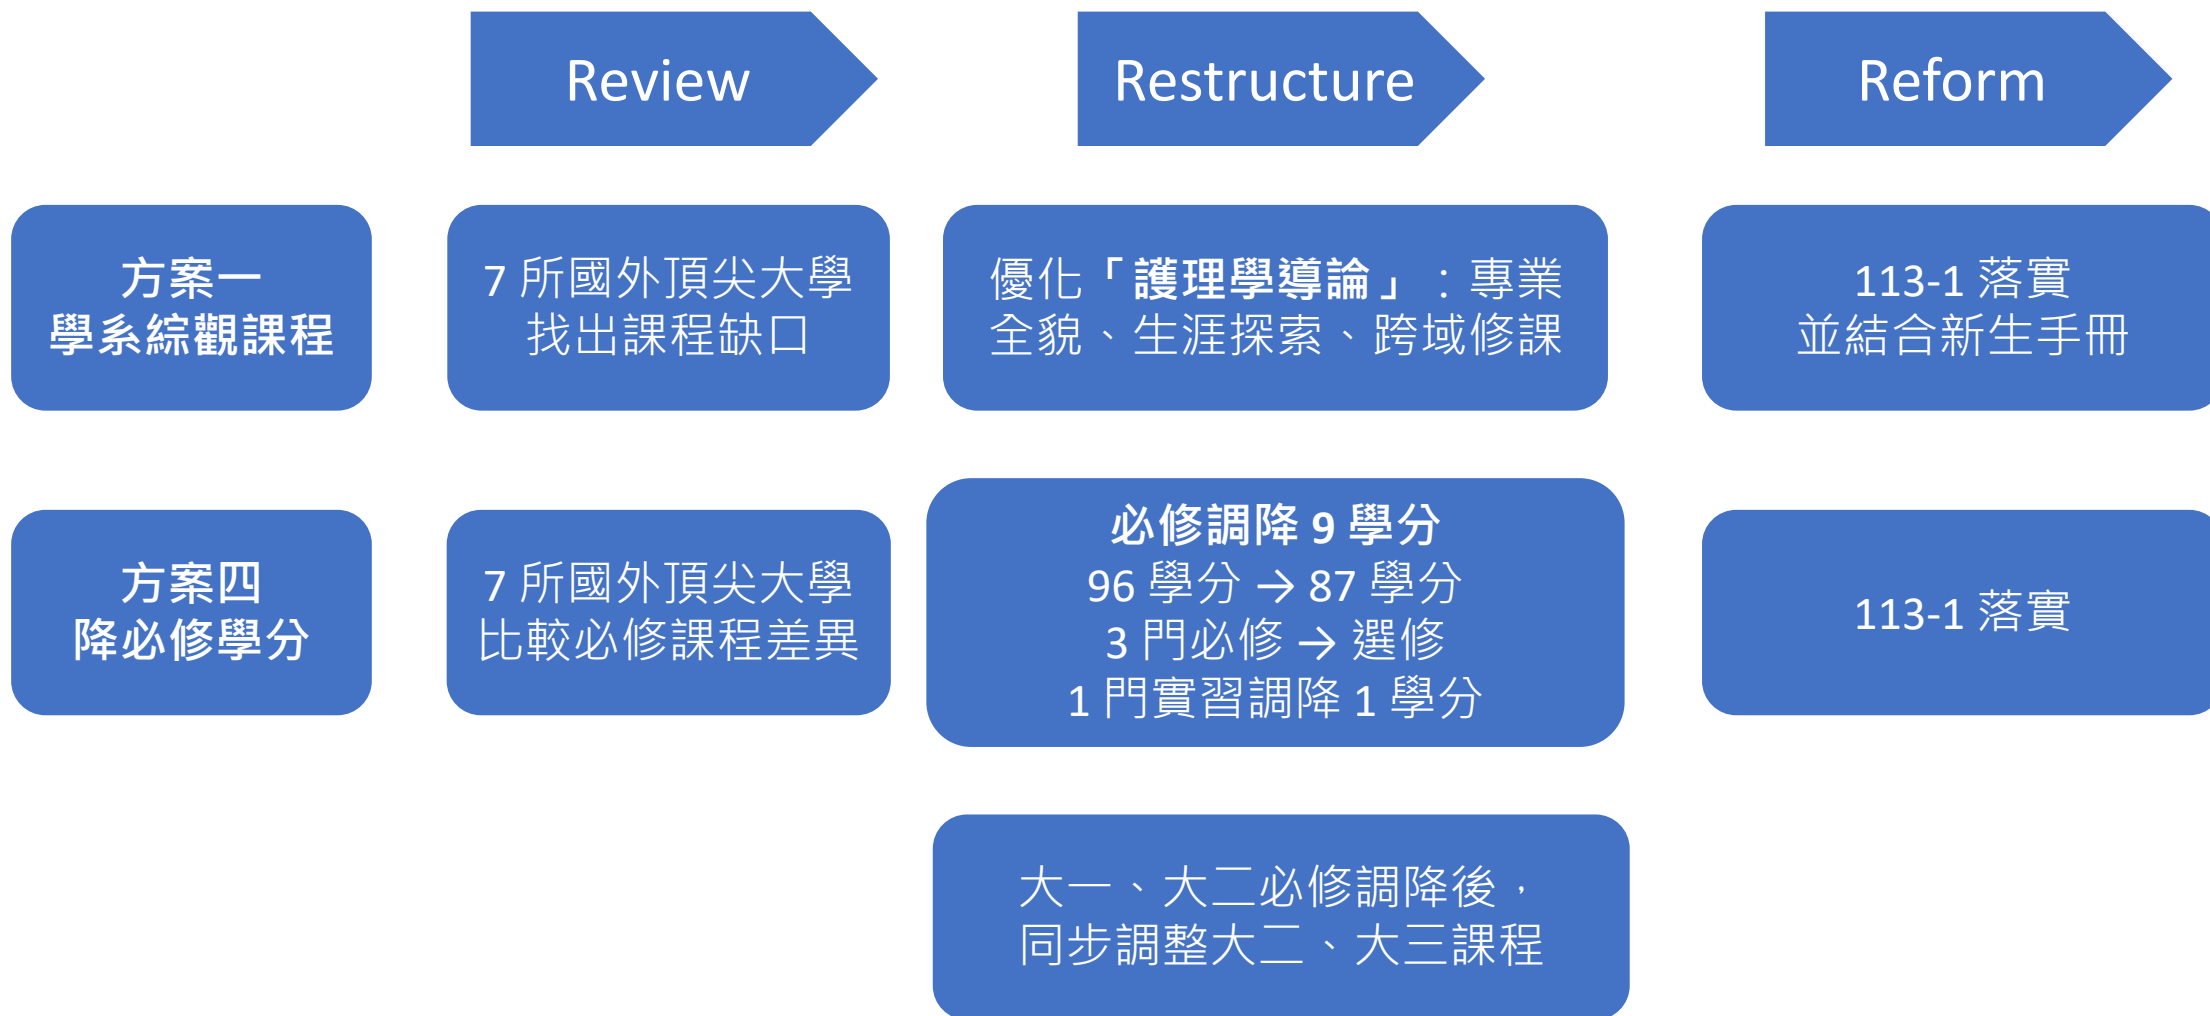 Review
Restructure
Reform
方案一
學系綜觀課程
7 所國外頂尖大學
找出課程缺口
優化「護理學導論」：專業
全貌、生涯探索、跨域修課
113-1 落實
並結合新生手冊
方案四
降必修學分
7 所國外頂尖大學
比較必修課程差異
必修調降 9 學分
96 學分 → 87 學分
3 門必修 → 選修
1 門實習調降 1 學分
113-1 落實
大一、大二必修調降後，
同步調整大二、大三課程